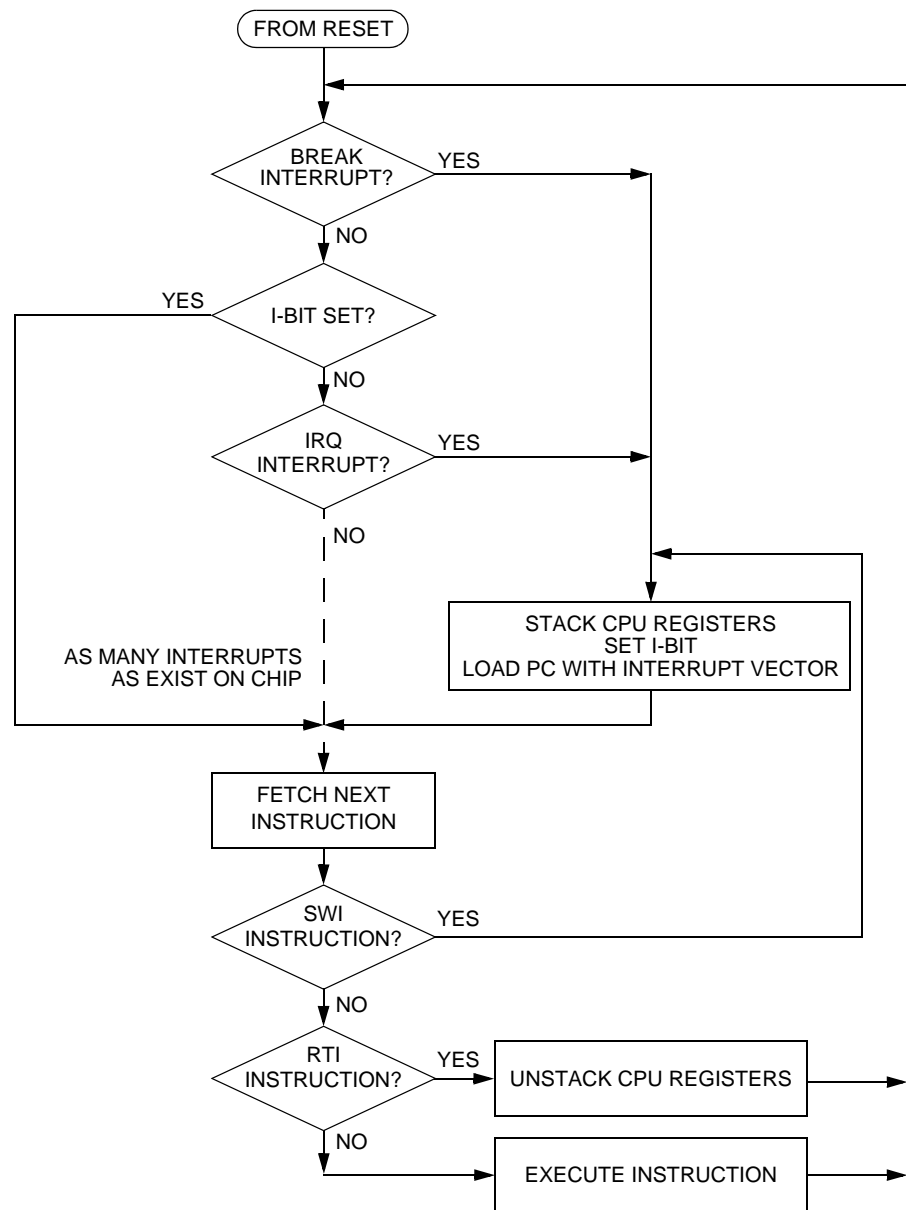 FROM RESET
BREAK
INTERRUPT?
YES
NO
YES
I-BIT SET?
NO
IRQ
INTERRUPT?
YES
NO
STACK CPU REGISTERS
SET I-BIT
LOAD PC WITH INTERRUPT VECTOR
AS MANY INTERRUPTS
AS EXIST ON CHIP
FETCH NEXT
INSTRUCTION
SWI
INSTRUCTION?
YES
NO
RTI
INSTRUCTION?
YES
UNSTACK CPU REGISTERS
NO
EXECUTE INSTRUCTION